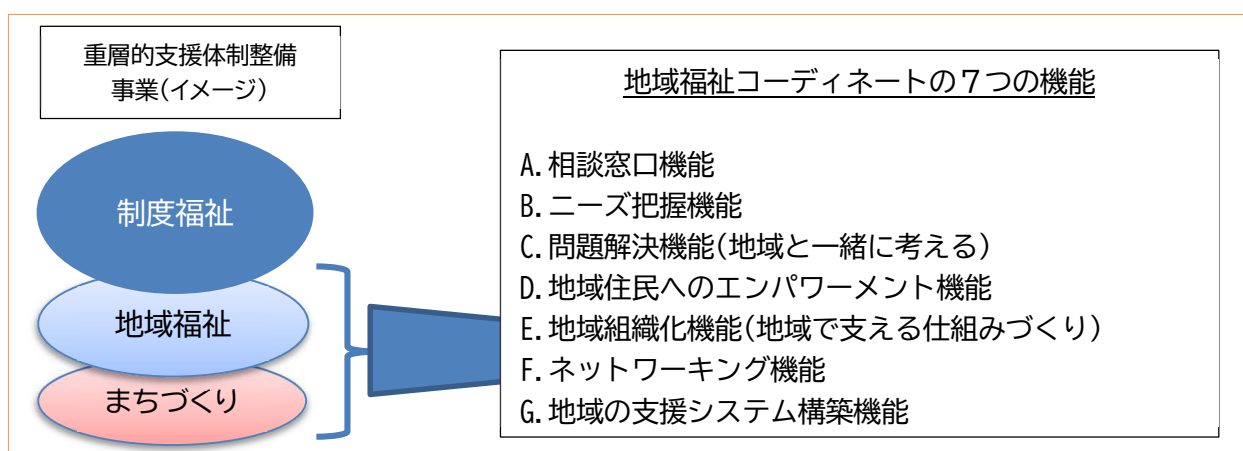 重層的支援体制整備
事業(イメージ)
制度福祉
地域福祉
まちづくり
地域福祉コーディネートの７つの機能
A.相談窓口機能
B.ニーズ把握機能
C.問題解決機能(地域と一緒に考える)
D.地域住民へのエンパワーメント機能
E.地域組織化機能(地域で支える仕組みづくり)
F.ネットワーキング機能
G.地域の支援システム構築機能